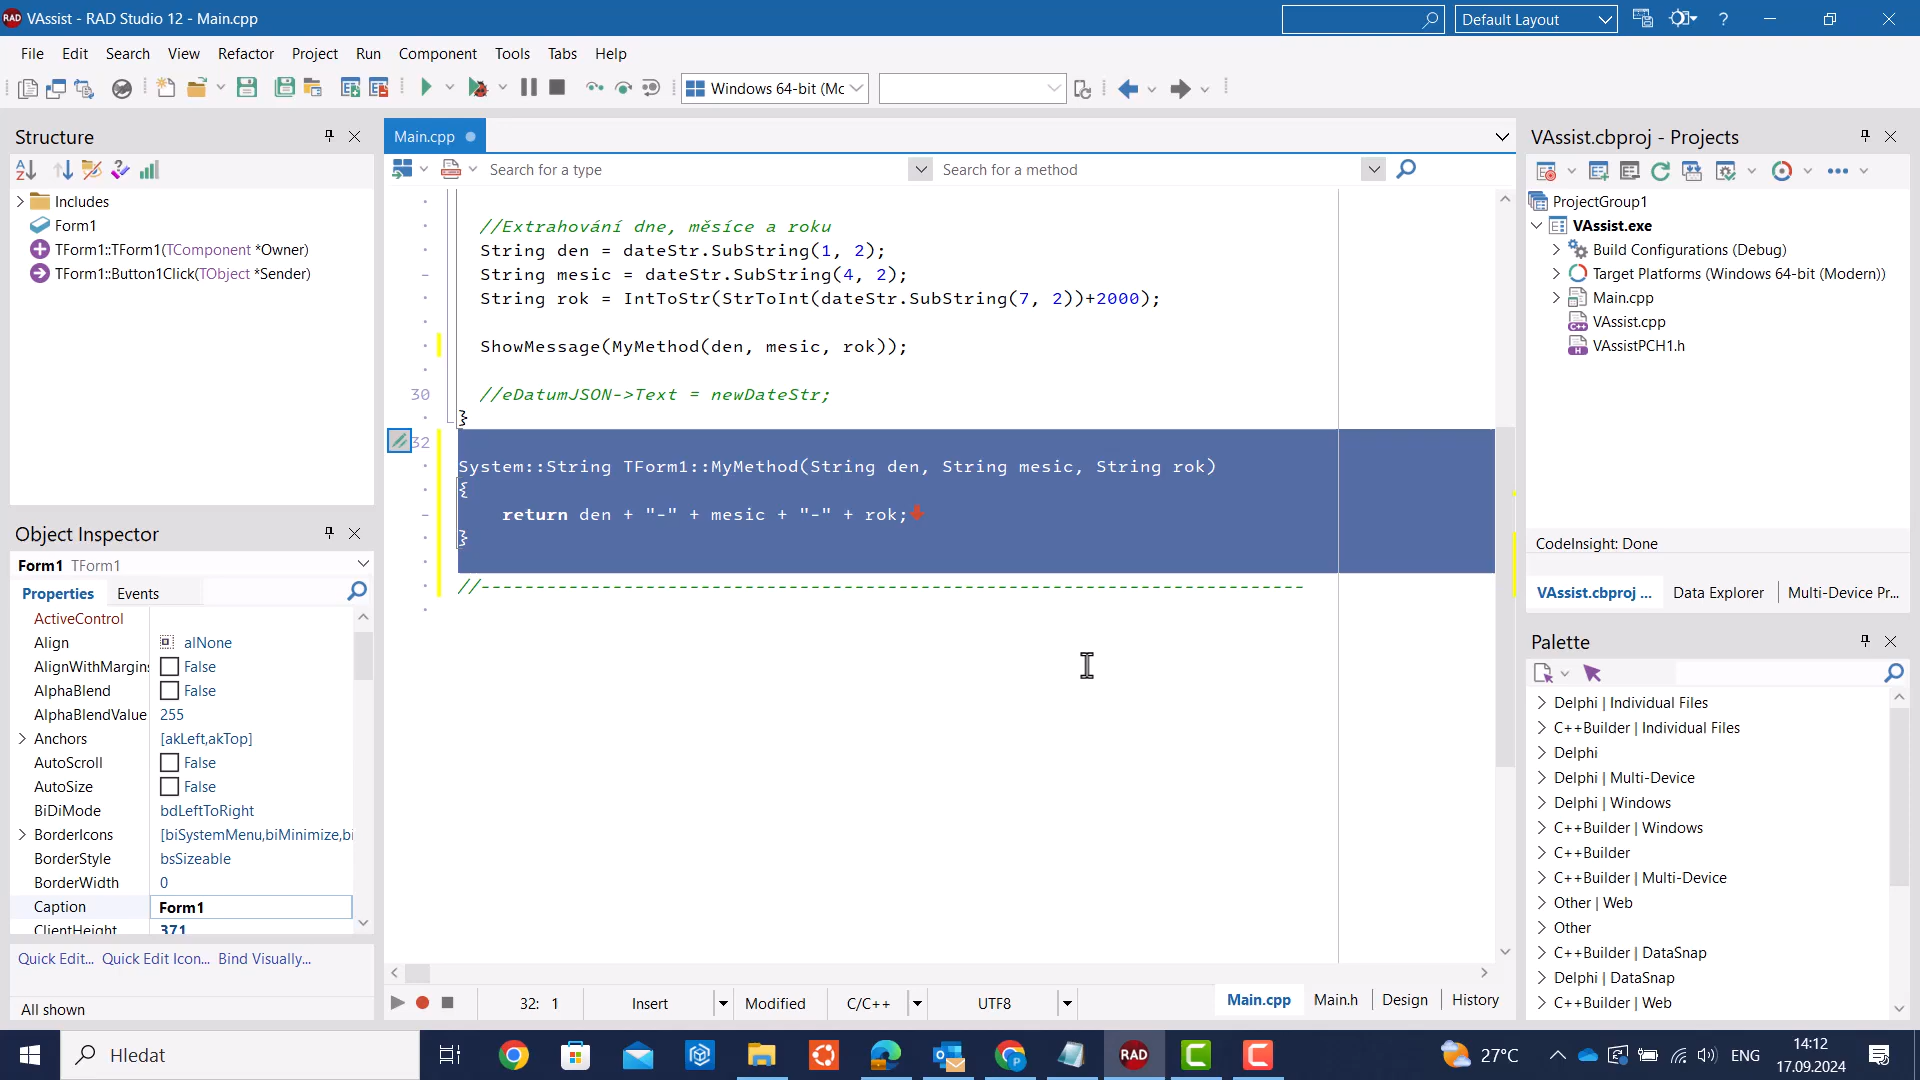 VAssist - RAD Studio 12 - Main.cpp
Default Layout
File Edit Search View Refactor Project Run Component Tools Tabs Help
Windows 64-bit (Mc
Structure
Includes
Form1
TForm1::TForm1(TComponent *Owner)
TForm1::Button1Click(TObject *Sender)
Object Inspector
Form1 TForm1
Properties Events
ActiveControl
Align alNone
AlignWithMargins False
AlphaBlend False
AlphaBlendValue 255
Anchors [akLeft,akTop]
AutoScroll False
AutoSize False
BiDiMode bdLeftToRight
BorderIcons [biSystemMenu,biMinimize,bi
BorderStyle bsSizeable
BorderWidth 0
Caption Form1
ClientHeight 371
Quick Edit... Quick Edit Icon... Bind Visually...
All shown
Main.cpp
Search for a type Search for a method
//Extrahování dne, měsíce a roku
String den = dateStr.SubString(1, 2);
String mesic = dateStr.SubString(4, 2);
String rok = IntToStr(StrToInt(dateStr.SubString(7, 2))+2000);
ShowMessage(MyMethod(den, mesic, rok));
30 //eDatumJSON->Text = newDateStr;
}
32
System::String TForm1::MyMethod(String den, String mesic, String rok)
{
return den + "-" + mesic + "-" + rok;
}
//---------------------------------------------------------------------------
32: 1 Insert Modified C/C++ UTF8 Main.cpp Main.h Design History
VAssist.cbproj - Projects
ProjectGroup1
VAssist.exe
Build Configurations (Debug)
Target Platforms (Windows 64-bit (Modern))
Main.cpp
VAssist.cpp
VAssistPCH1.h
CodeInsight: Done
VAssist.cbproj ... Data Explorer Multi-Device Pr...
Palette
Delphi | Individual Files
C++Builder | Individual Files
Delphi
Delphi | Multi-Device
Delphi | Windows
C++Builder | Windows
C++Builder
C++Builder | Multi-Device
Other | Web
Other
C++Builder | DataSnap
Delphi | DataSnap
C++Builder | Web
Hledat
RAD
27°C ENG
14:12
17.09.2024